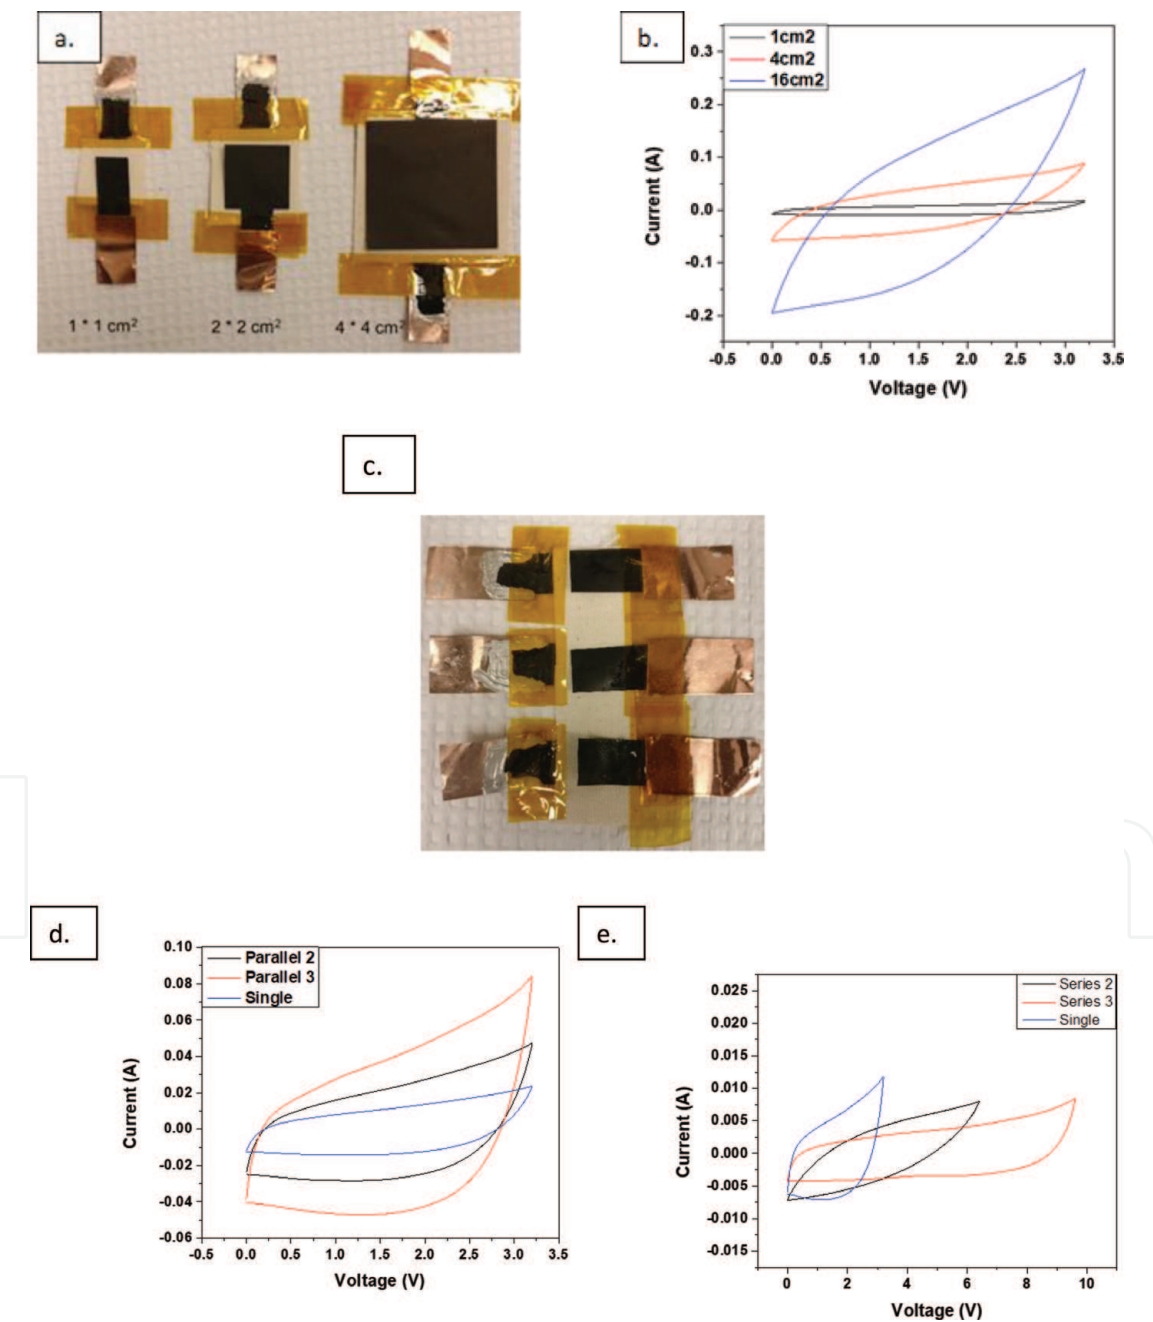 a.
1 * 1 cm²
2 * 2 cm²
4 * 4 cm²
b.
1cm2
4cm2
16cm2
0.3
0.2
0.1
0.0
-0.1
-0.2
Current (A)
-0.5 0.0 0.5 1.0 1.5 2.0 2.5 3.0 3.5
Voltage (V)
c.
d.
Parallel 2
Parallel 3
Single
0.10
0.08
0.06
0.04
0.02
0.00
-0.02
-0.04
-0.06
Current (A)
-0.5 0.0 0.5 1.0 1.5 2.0 2.5 3.0 3.5
Voltage (V)
e.
Series 2
Series 3
Single
0.025
0.020
0.015
0.010
0.005
0.000
-0.005
-0.010
-0.015
Current (A)
0 2 4 6 8 10
Voltage (V)